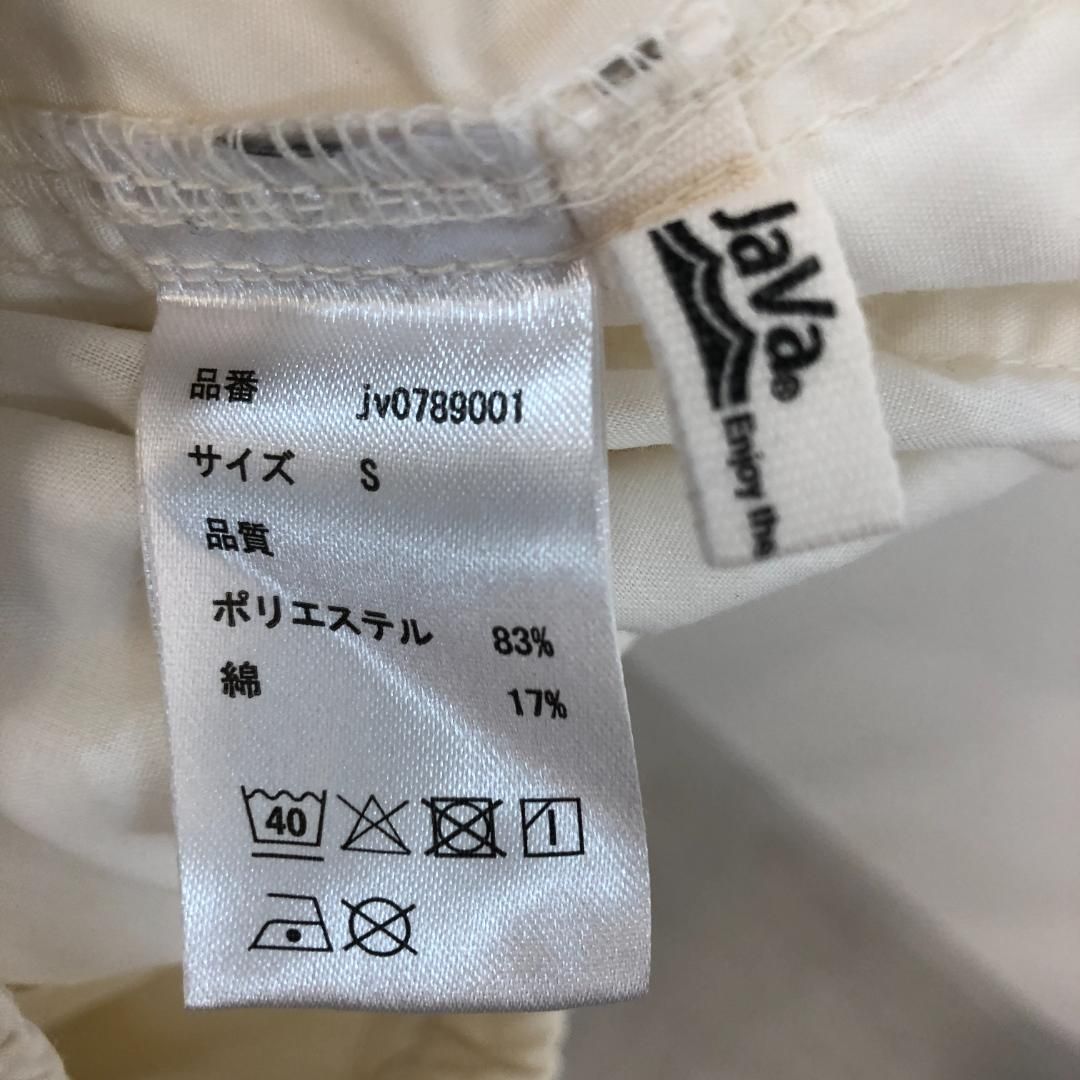 品番 jv0789001
サイズ S
品質
ポリエステル 83%
綿 17%
40
JaVa®
Enjoy the